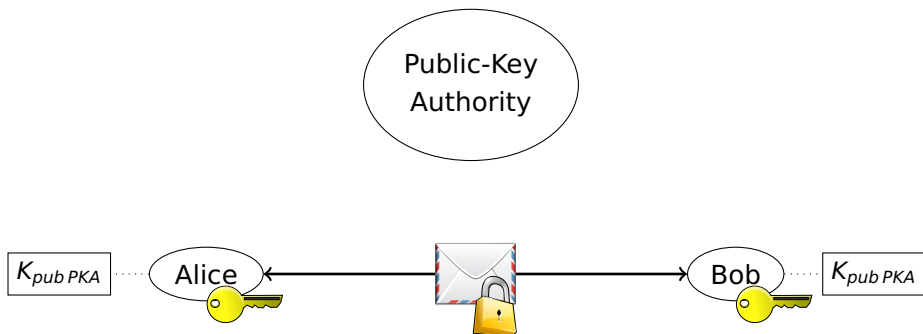 Public-Key
Authority
K_pub PKA
Alice
Bob
K_pub PKA